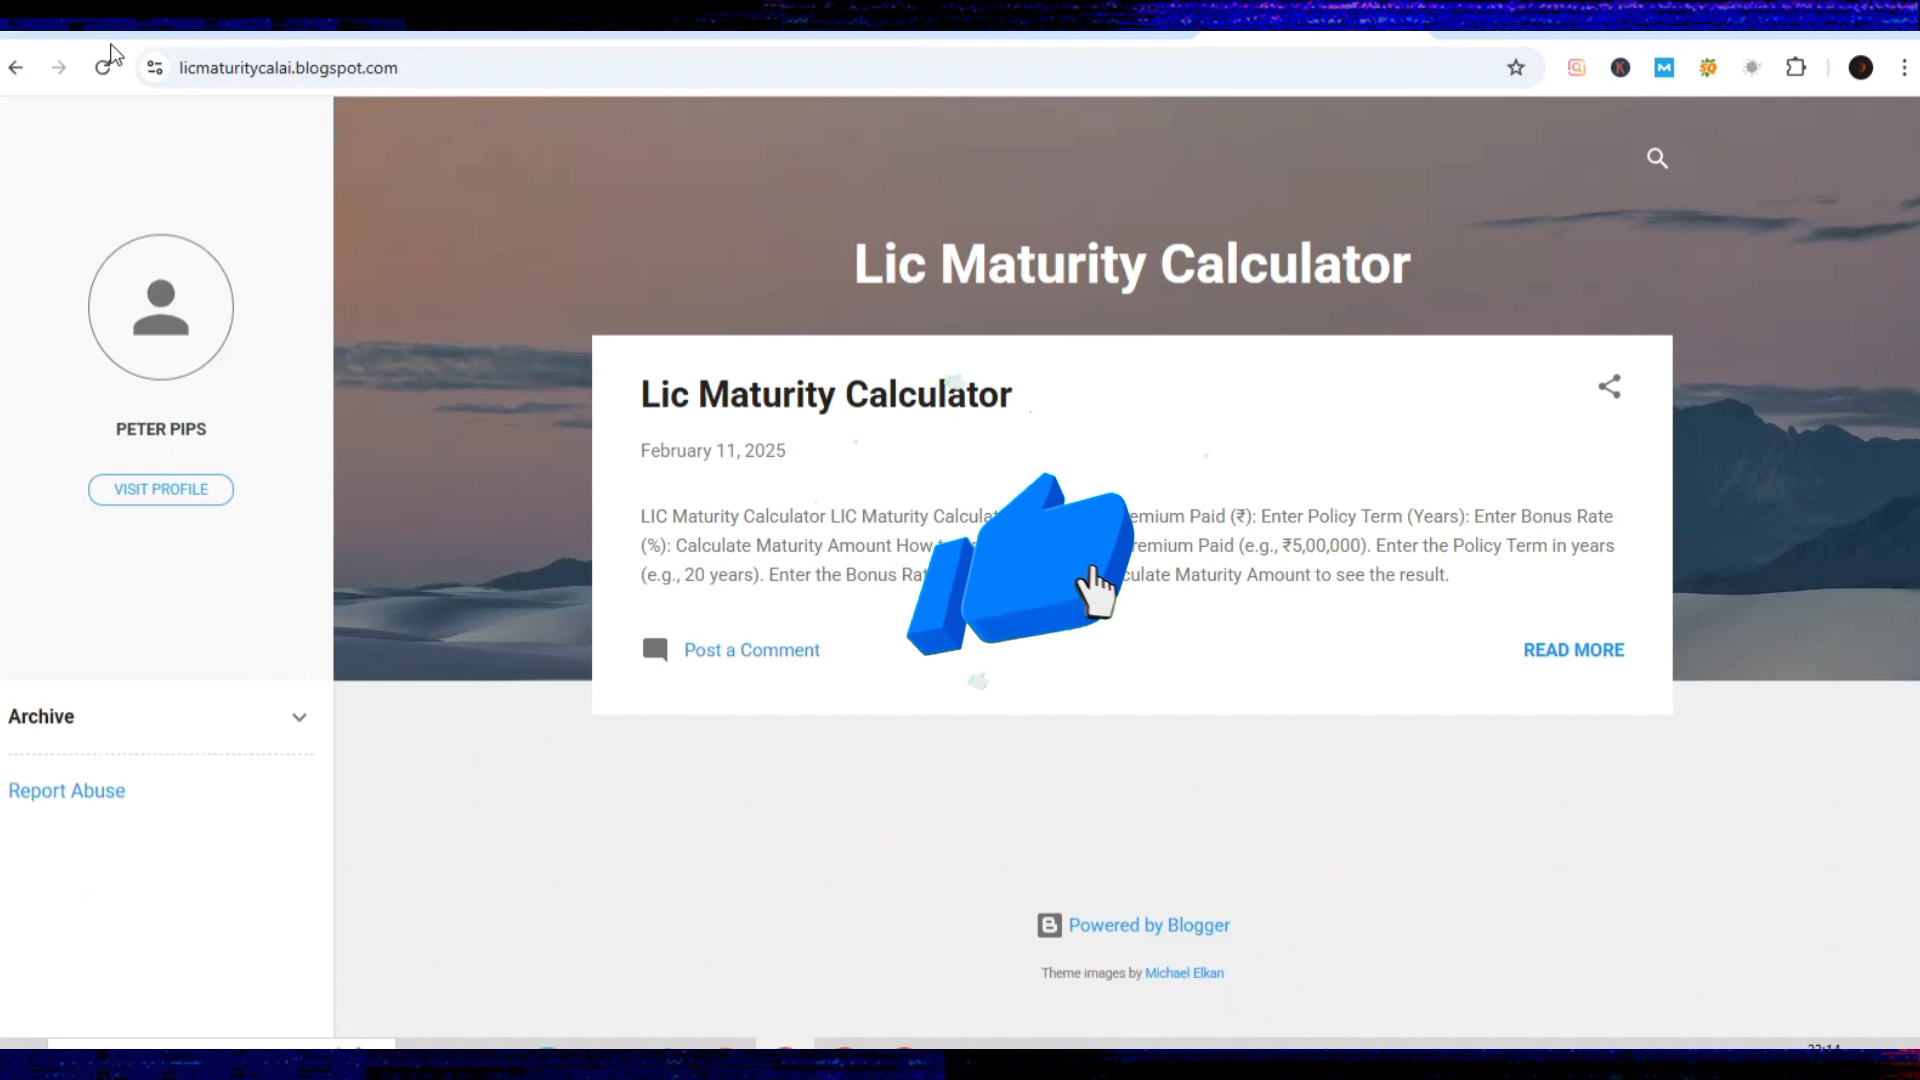 licmaturitycalai.blogspot.com
Lic Maturity Calculator
PETER PIPS
VISIT PROFILE
Lic Maturity Calculator
February 11, 2025
LIC Maturity Calculator LIC Maturity Calculat emium Paid (₹): Enter Policy Term (Years): Enter Bonus Rate
(%): Calculate Maturity Amount How remium Paid (e.g., ₹5,00,000). Enter the Policy Term in years
(e.g., 20 years). Enter the Bonus Rat culate Maturity Amount to see the result.
Post a Comment
READ MORE
Archive
Report Abuse
Powered by Blogger
Theme images by Michael Elkan